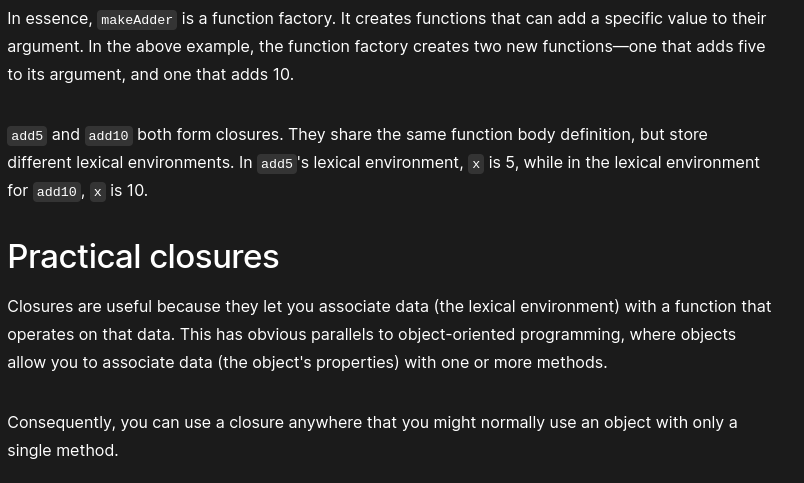 In essence, makeAdder is a function factory. It creates functions that can add a specific value to their
argument. In the above example, the function factory creates two new functions—one that adds five
to its argument, and one that adds 10.
add5 and add10 both form closures. They share the same function body definition, but store
different lexical environments. In add5's lexical environment, x is 5, while in the lexical environment
for add10, x is 10.
Practical closures
Closures are useful because they let you associate data (the lexical environment) with a function that
operates on that data. This has obvious parallels to object-oriented programming, where objects
allow you to associate data (the object's properties) with one or more methods.
Consequently, you can use a closure anywhere that you might normally use an object with only a
single method.